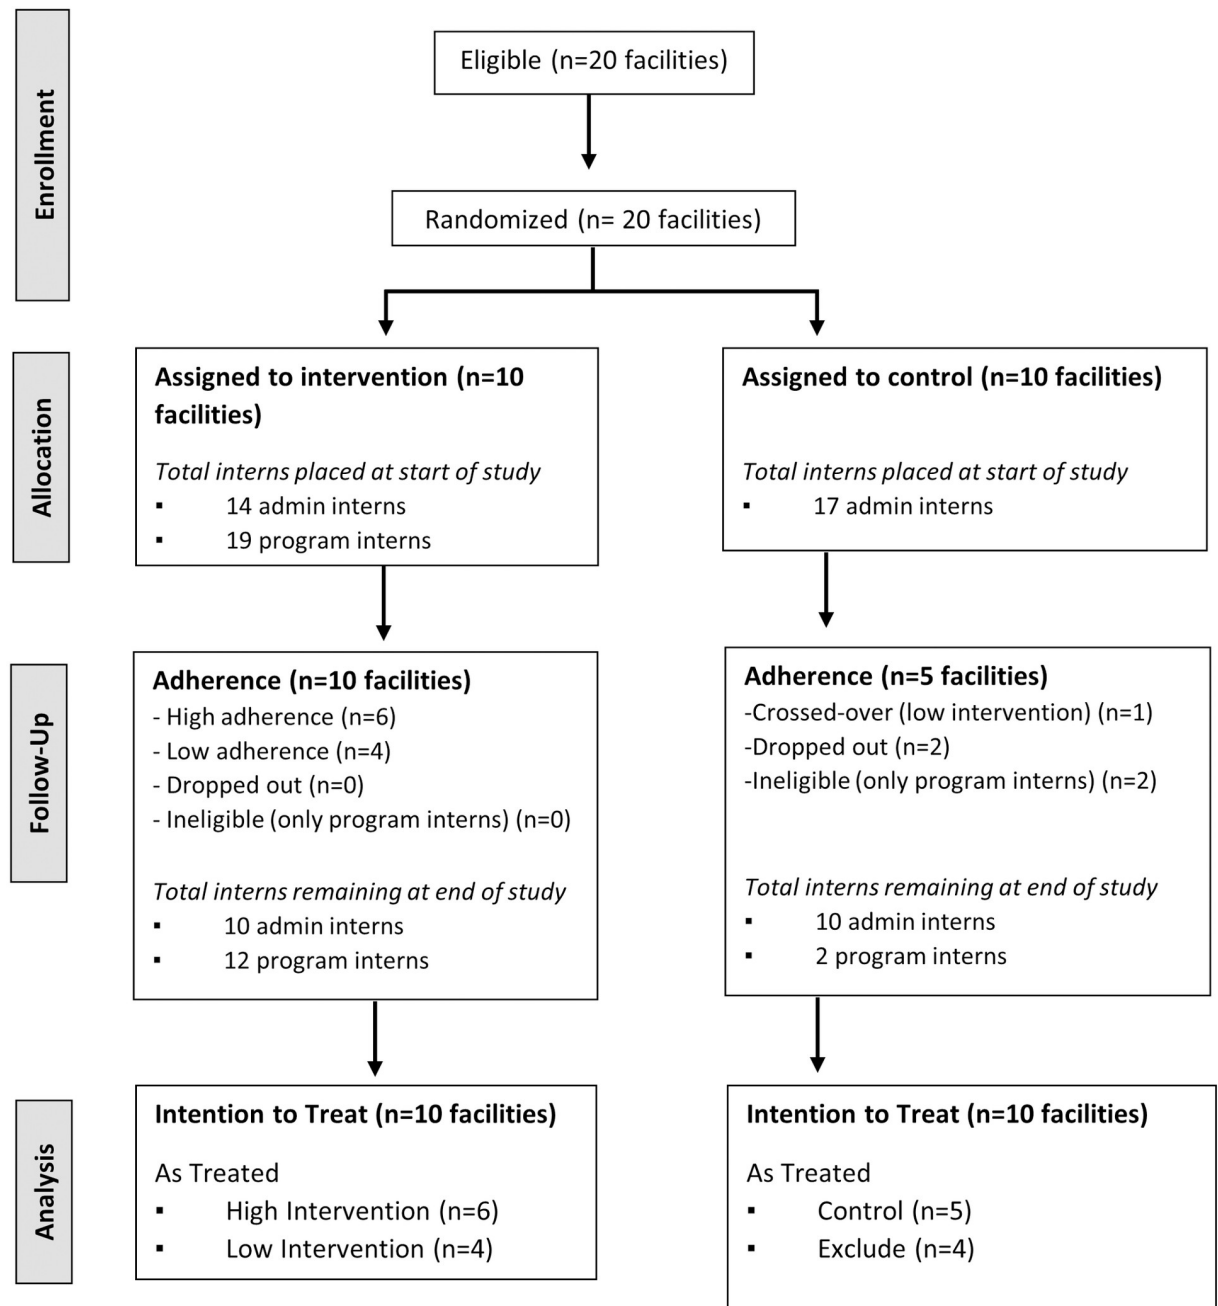 Enrollment
Eligible (n=20 facilities)
Randomized (n= 20 facilities)
Allocation
Assigned to intervention (n=10
facilities)
Total interns placed at start of study
▪ 14 admin interns
▪ 19 program interns
Assigned to control (n=10 facilities)
Total interns placed at start of study
▪ 17 admin interns
Follow-Up
Adherence (n=10 facilities)
- High adherence (n=6)
- Low adherence (n=4)
- Dropped out (n=0)
- Ineligible (only program interns) (n=0)
Total interns remaining at end of study
▪ 10 admin interns
▪ 12 program interns
Adherence (n=5 facilities)
-Crossed-over (low intervention) (n=1)
-Dropped out (n=2)
-Ineligible (only program interns) (n=2)
Total interns remaining at end of study
▪ 10 admin interns
▪ 2 program interns
Analysis
Intention to Treat (n=10 facilities)
As Treated
▪ High Intervention (n=6)
▪ Low Intervention (n=4)
Intention to Treat (n=10 facilities)
As Treated
▪ Control (n=5)
▪ Exclude (n=4)